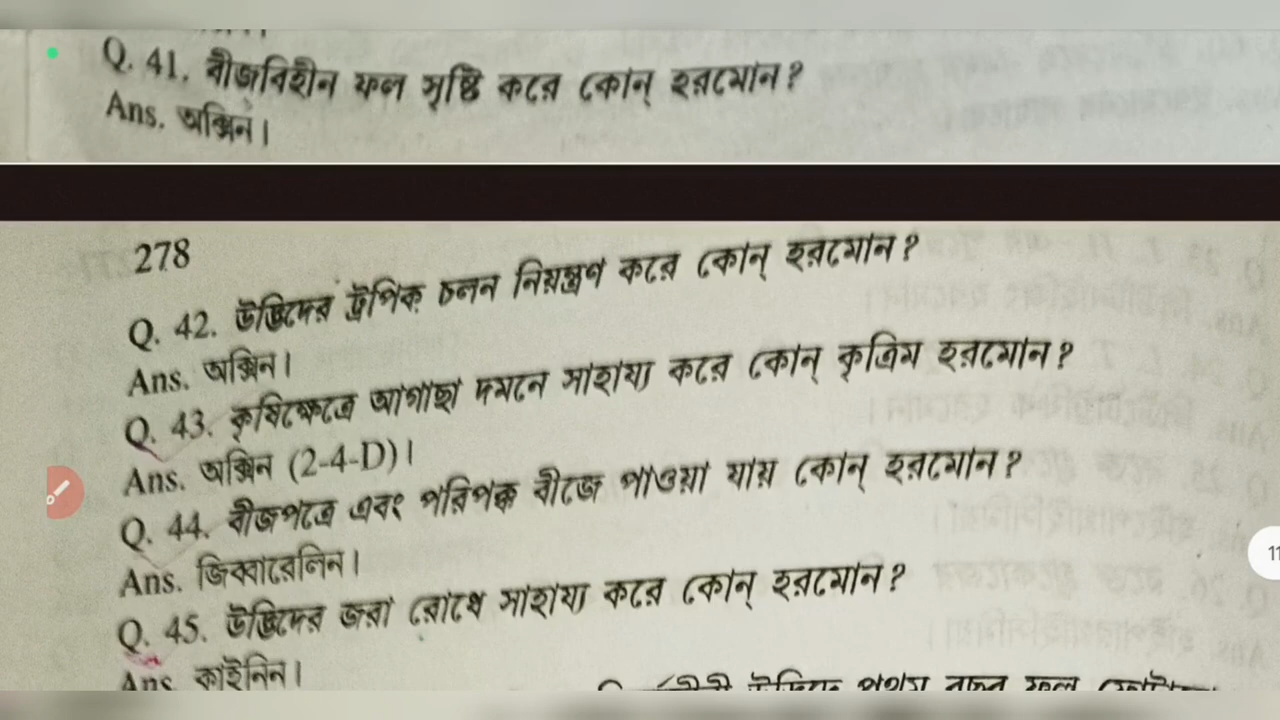 Q. 41. বীজবিহীন ফল সৃষ্টি করে কোন্ হরমোন?
Ans. অক্সিন।
278
Q. 42. উদ্ভিদের ট্রপিক চলন নিয়ন্ত্রণ করে কোন্ হরমোন?
Ans. অক্সিন।
Q. 43. কৃষিক্ষেত্রে আগাছা দমনে সাহায্য করে কোন্ কৃত্রিম হরমোন?
Ans. অক্সিন (2-4-D)।
Q. 44. বীজপত্রে এবং পরিপক্ক বীজে পাওয়া যায় কোন্ হরমোন?
Ans. জিব্বারেলিন।
Q. 45. উদ্ভিদের জরা রোধে সাহায্য করে কোন্ হরমোন?
Ans. কাইনিন।
11